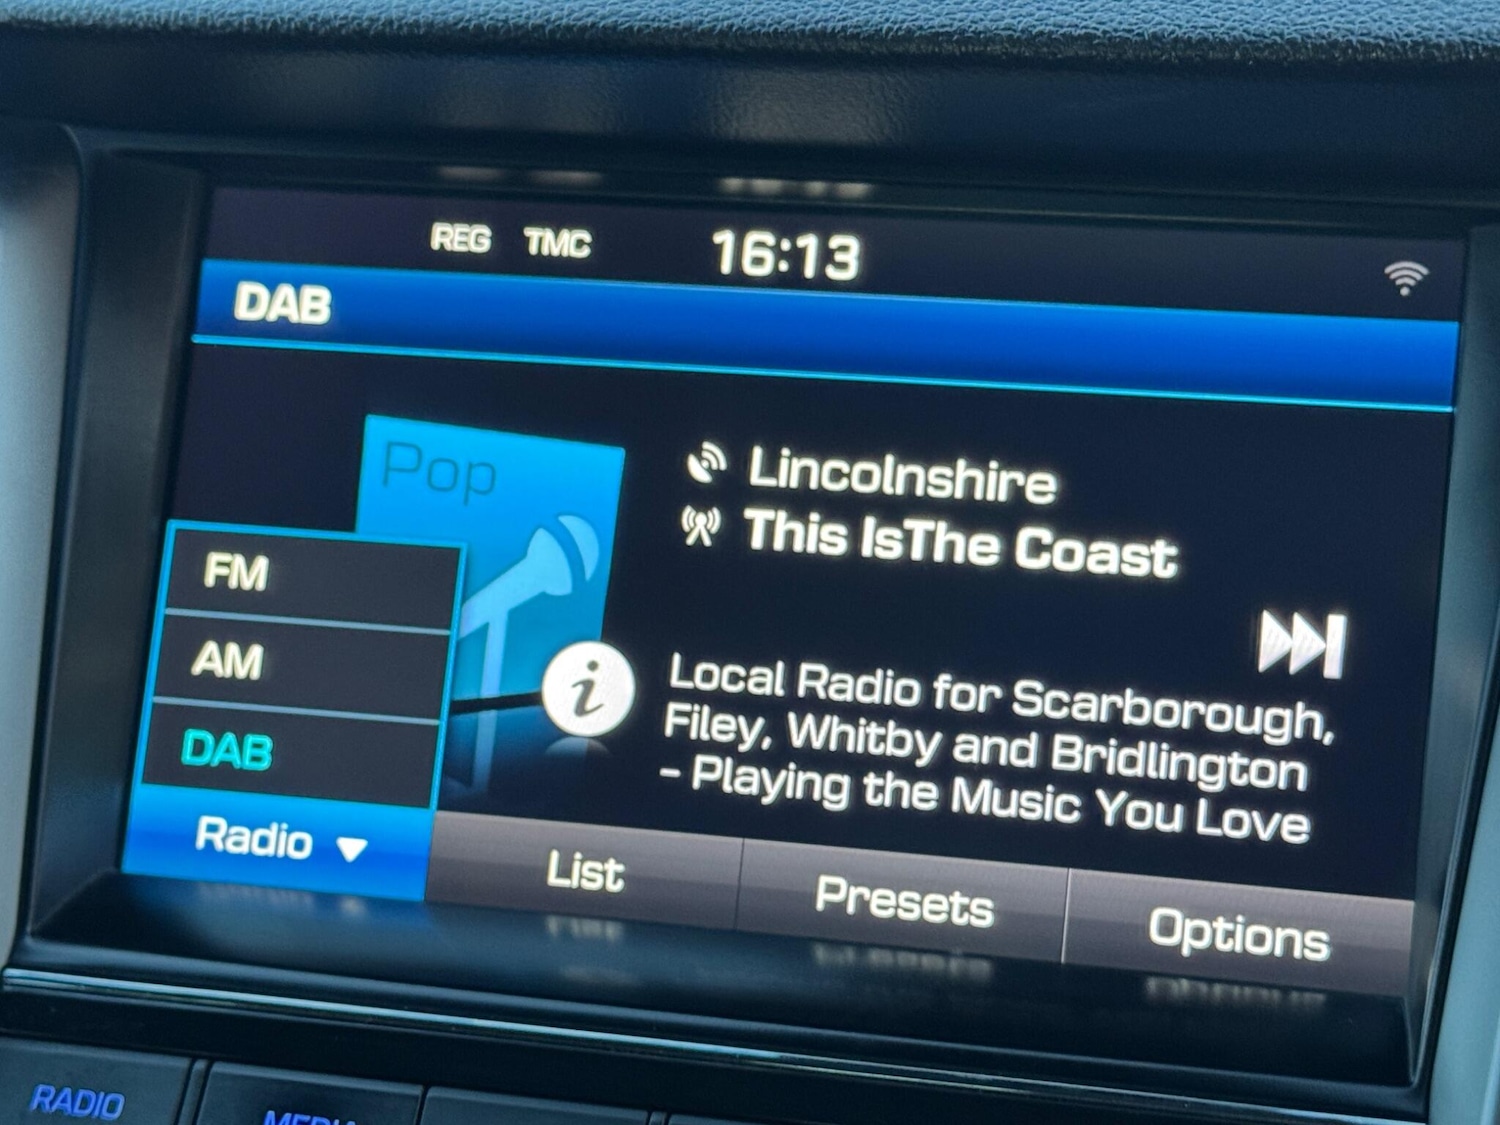 REG TMC 16:13
DAB
Pop
Lincolnshire
This IsThe Coast
FM
AM
DAB
Local Radio for Scarborough,
Filey, Whitby and Bridlington
- Playing the Music You Love
Radio List Presets Options
RADIO MEDIA